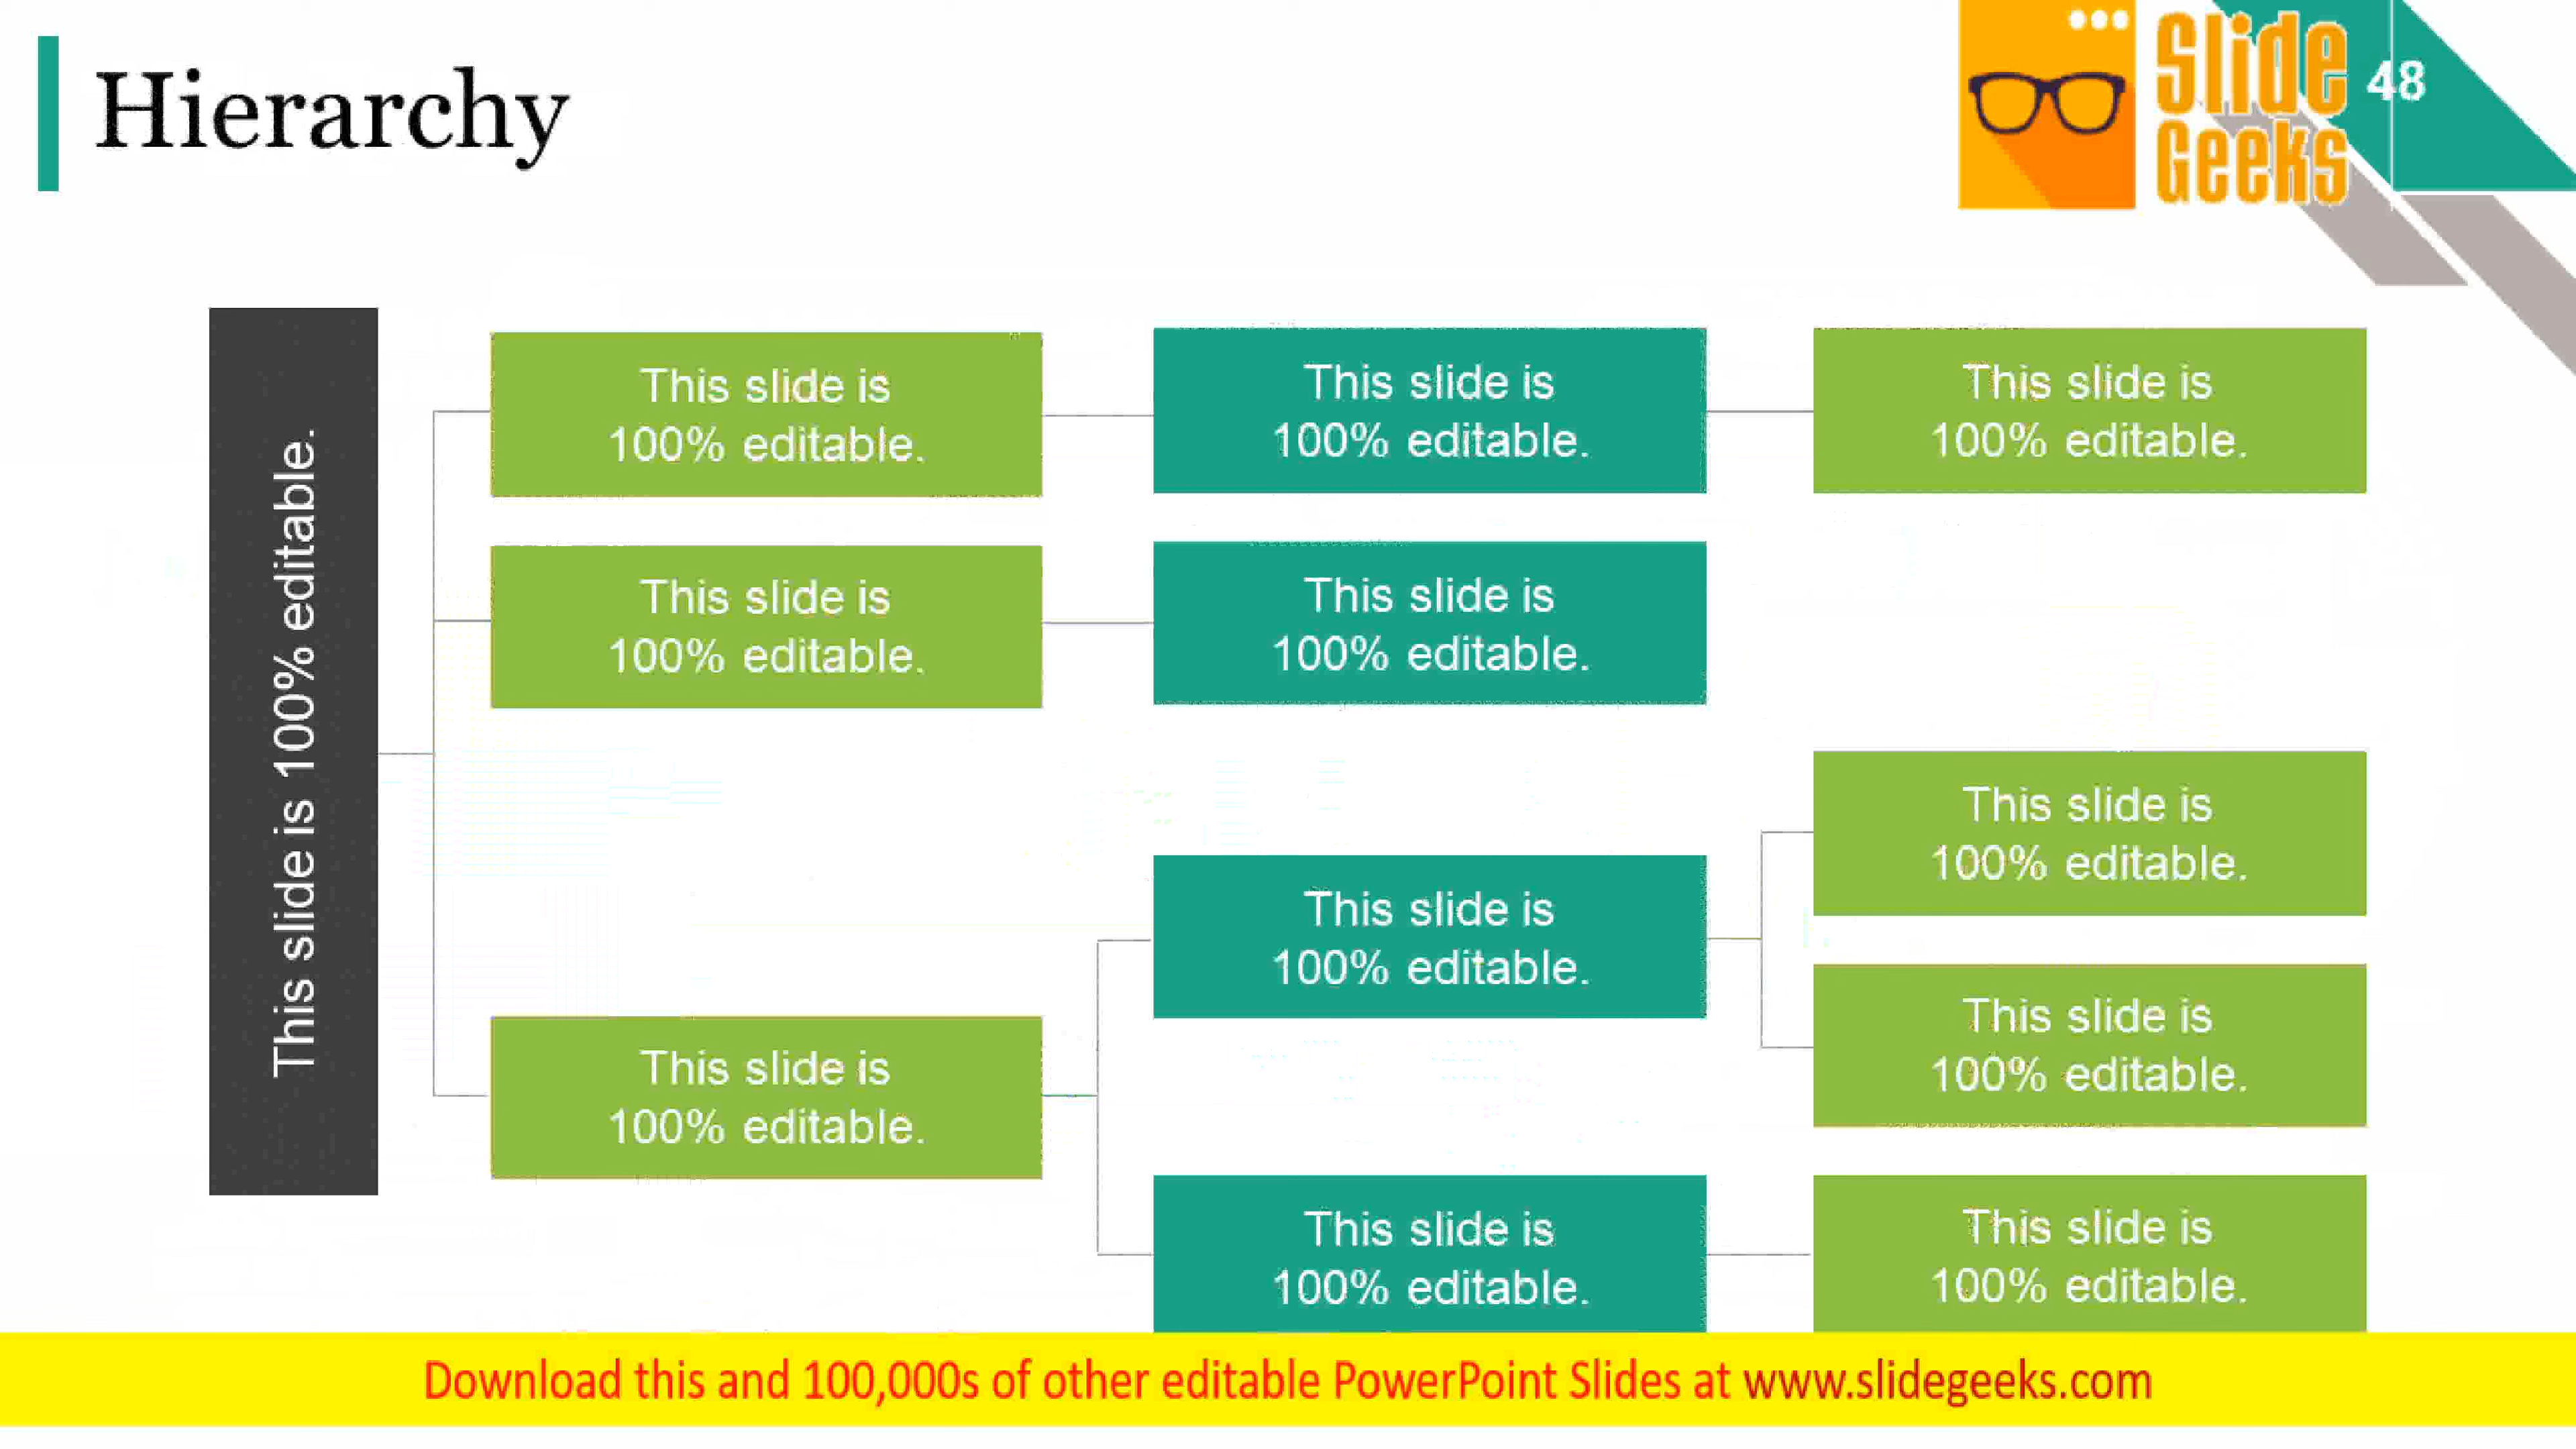 Hierarchy
Slide
Geeks
48
This slide is 100% editable.
This slide is
100% editable.
This slide is
100% editable.
This slide is
100% editable.
This slide is
100% editable.
This slide is
100% editable.
This slide is
100% editable.
This slide is
100% editable.
This slide is
100% editable.
This slide is
100% editable.
This slide is
100% editable.
This slide is
100% editable.
Download this and 100,000s of other editable PowerPoint Slides at www.slidegeeks.com